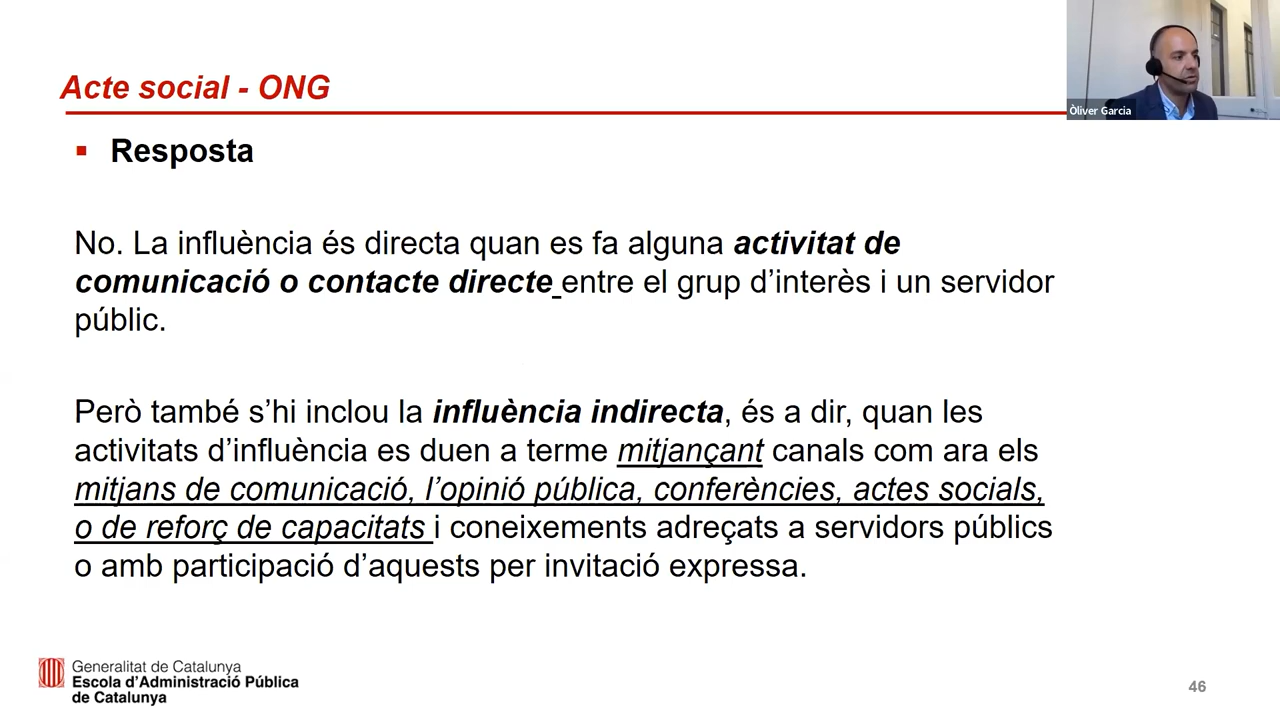 Òliver Garcia
Acte social - ONG
▪ Resposta
No. La influència és directa quan es fa alguna activitat de
comunicació o contacte directe entre el grup d’interès i un servidor
públic.
Però també s’hi inclou la influència indirecta, és a dir, quan les
activitats d’influència es duen a terme mitjançant canals com ara els
mitjans de comunicació, l’opinió pública, conferències, actes socials,
o de reforç de capacitats i coneixements adreçats a servidors públics
o amb participació d’aquests per invitació expressa.
Generalitat de Catalunya
Escola d’Administració Pública
de Catalunya
46